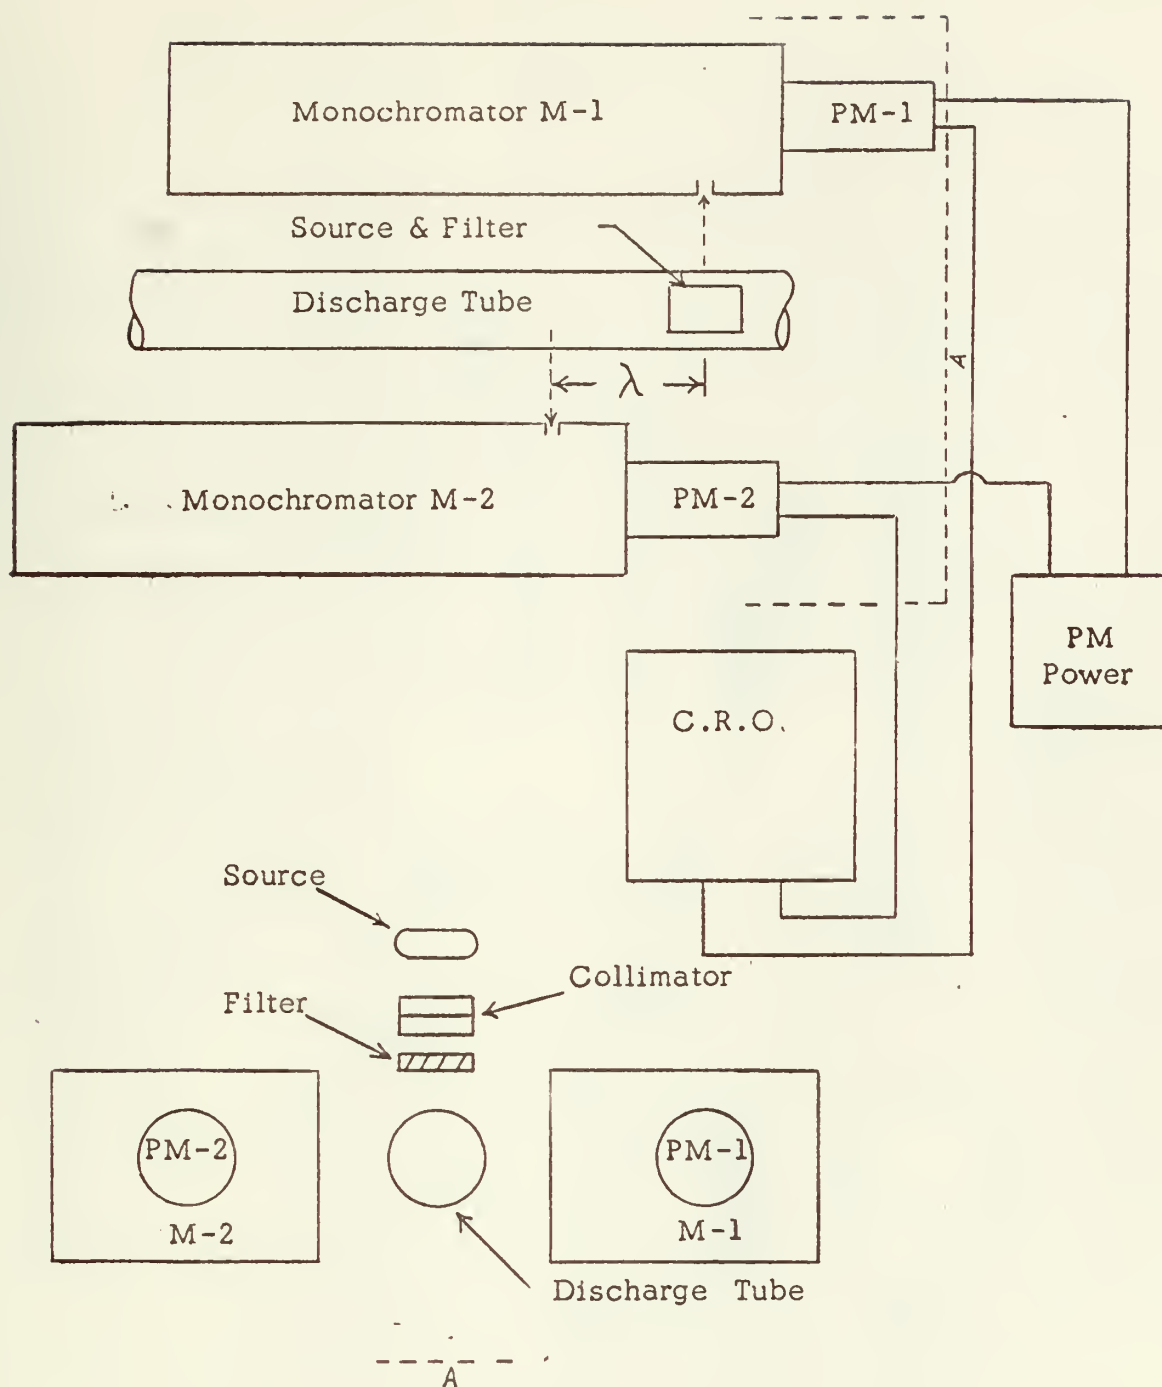 Monochromator M-1
PM-1
Source & Filter
Discharge Tube
A
λ
Monochromator M-2
PM-2
PM
Power
C.R.O.
Source
Collimator
Filter
PM-2
PM-1
M-2
M-1
Discharge Tube
A